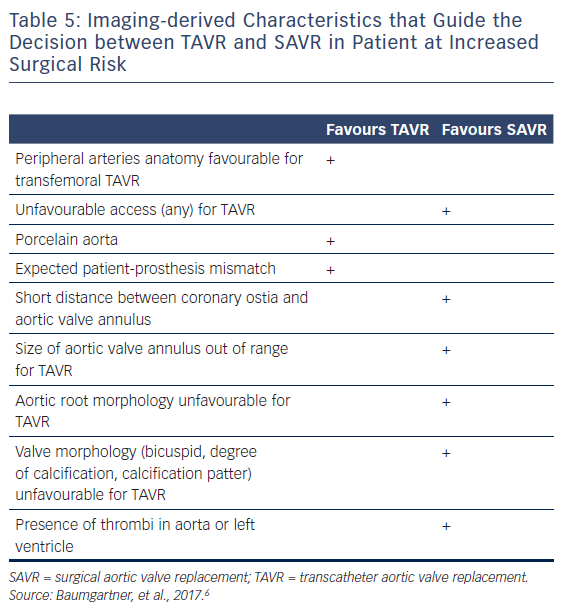 Table 5: Imaging-derived Characteristics that Guide the
Decision between TAVR and SAVR in Patient at Increased
Surgical Risk
Favours TAVR Favours SAVR
Peripheral arteries anatomy favourable for +
transfemoral TAVR
Unfavourable access (any) for TAVR +
Porcelain aorta +
Expected patient-prosthesis mismatch +
Short distance between coronary ostia and +
aortic valve annulus
Size of aortic valve annulus out of range +
for TAVR
Aortic root morphology unfavourable for +
TAVR
Valve morphology (bicuspid, degree +
of calcification, calcification patter)
unfavourable for TAVR
Presence of thrombi in aorta or left +
ventricle
SAVR = surgical aortic valve replacement; TAVR = transcatheter aortic valve replacement.
Source: Baumgartner, et al., 2017.⁶